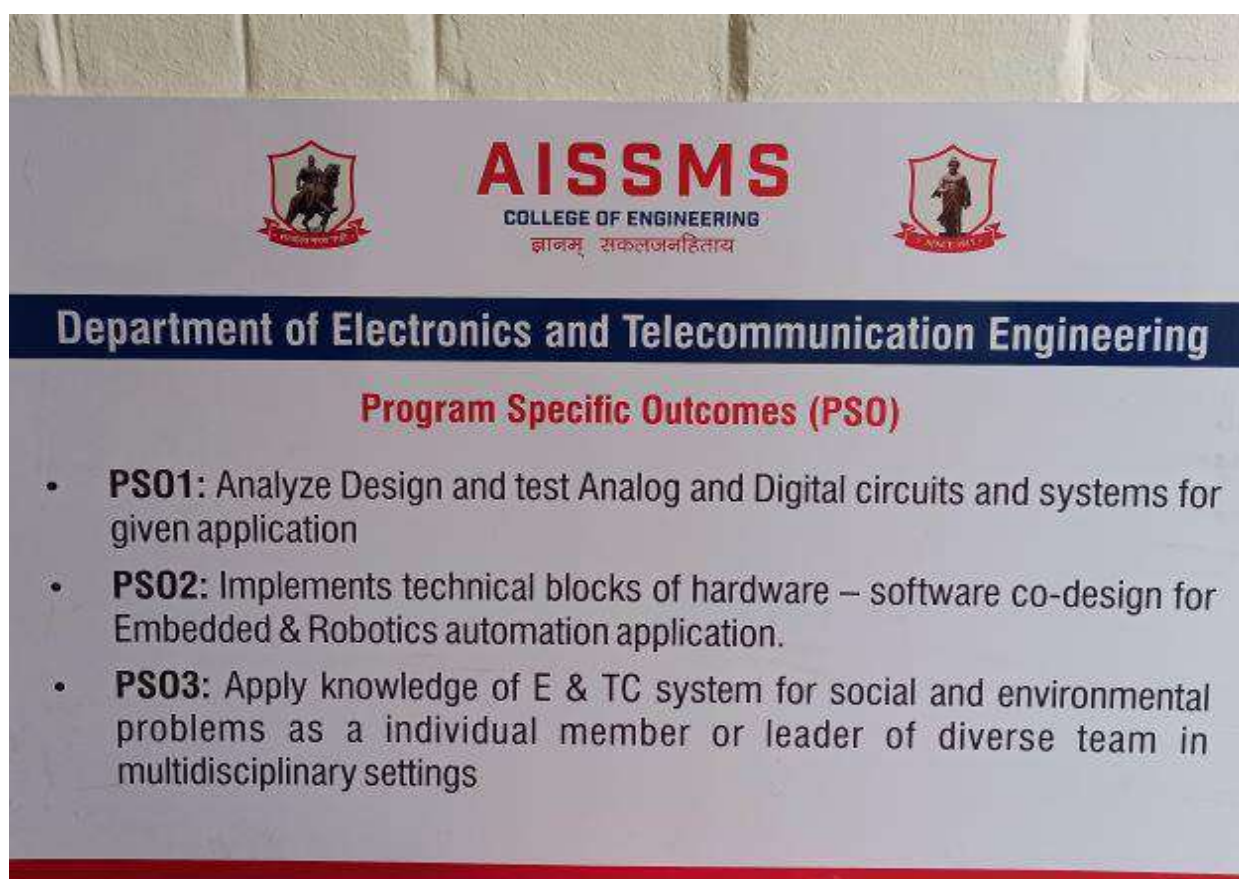 AISSMS
COLLEGE OF ENGINEERING
ज्ञानम् सकलजनहिताय
Department of Electronics and Telecommunication Engineering
Program Specific Outcomes (PSO)
• PSO1: Analyze Design and test Analog and Digital circuits and systems for
given application
• PSO2: Implements technical blocks of hardware – software co-design for
Embedded & Robotics automation application.
• PSO3: Apply knowledge of E & TC system for social and environmental
problems as a individual member or leader of diverse team in
multidisciplinary settings